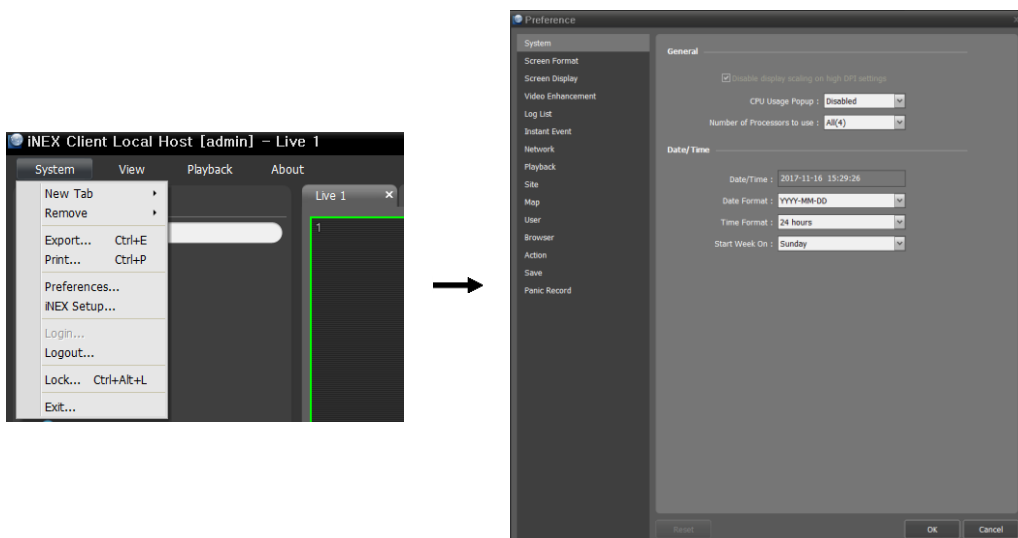 iNEX Client Local Host [admin] – Live 1
System View Playback About
New Tab
Remove
Export... Ctrl+E
Print... Ctrl+P
Preferences...
iNEX Setup...
Login...
Logout...
Lock... Ctrl+Alt+L
Exit...
Live 1 ×
1
Preference
System
Screen Format
Screen Display
Video Enhancement
Log List
Instant Event
Network
Playback
Site
Map
User
Browser
Action
Save
Panic Record
General
Disable display scaling on high DPI settings
CPU Usage Popup : Disabled
Number of Processors to use : All(4)
Date/Time
Date/Time : 2017-11-16 15:29:26
Date Format : YYYY-MM-DD
Time Format : 24 hours
Start Week On : Sunday
Reset OK Cancel